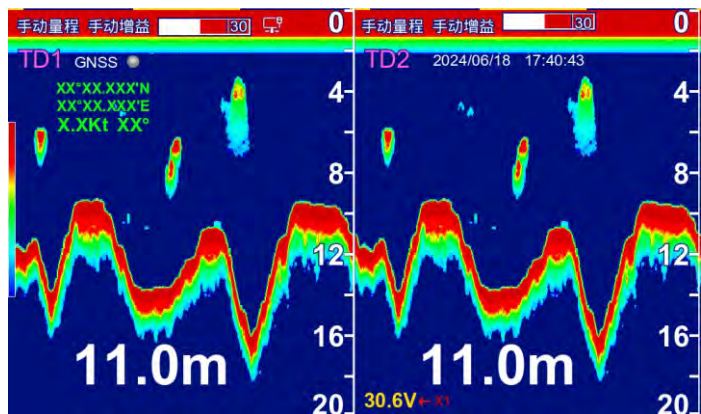 手动量程 手动增益 30 0
TD1 GNSS
XX°XX.XXX'N
XX°XX.XXX'E
X.XKt XX°
4
8
12
16
11.0m
20
手动量程 手动增益 30 0
TD2 2024/06/18 17:40:43
4
8
12
16
11.0m
30.6V ←X1
20